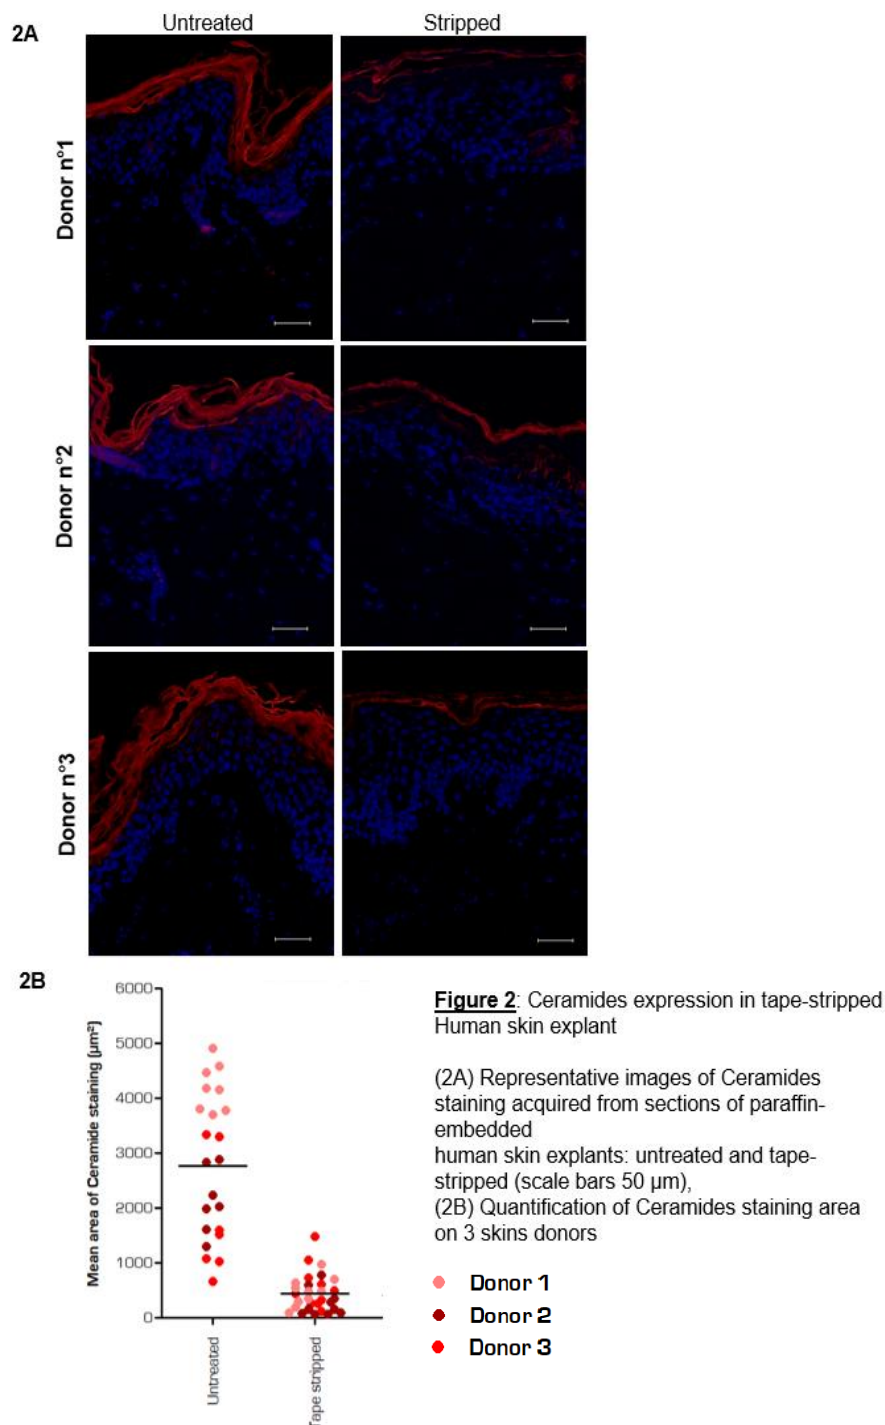 Untreated
Stripped
2A
Donor n°1
Donor n°2
Donor n°3
2B
6000
5000
4000
3000
2000
1000
0
Mean area of Ceramide staining (µm²)
Untreated
Tape stripped
Figure 2: Ceramides expression in tape-stripped
Human skin explant
(2A) Representative images of Ceramides
staining acquired from sections of paraffin-
embedded
human skin explants: untreated and tape-
stripped (scale bars 50 µm),
(2B) Quantification of Ceramides staining area
on 3 skins donors
Donor 1
Donor 2
Donor 3